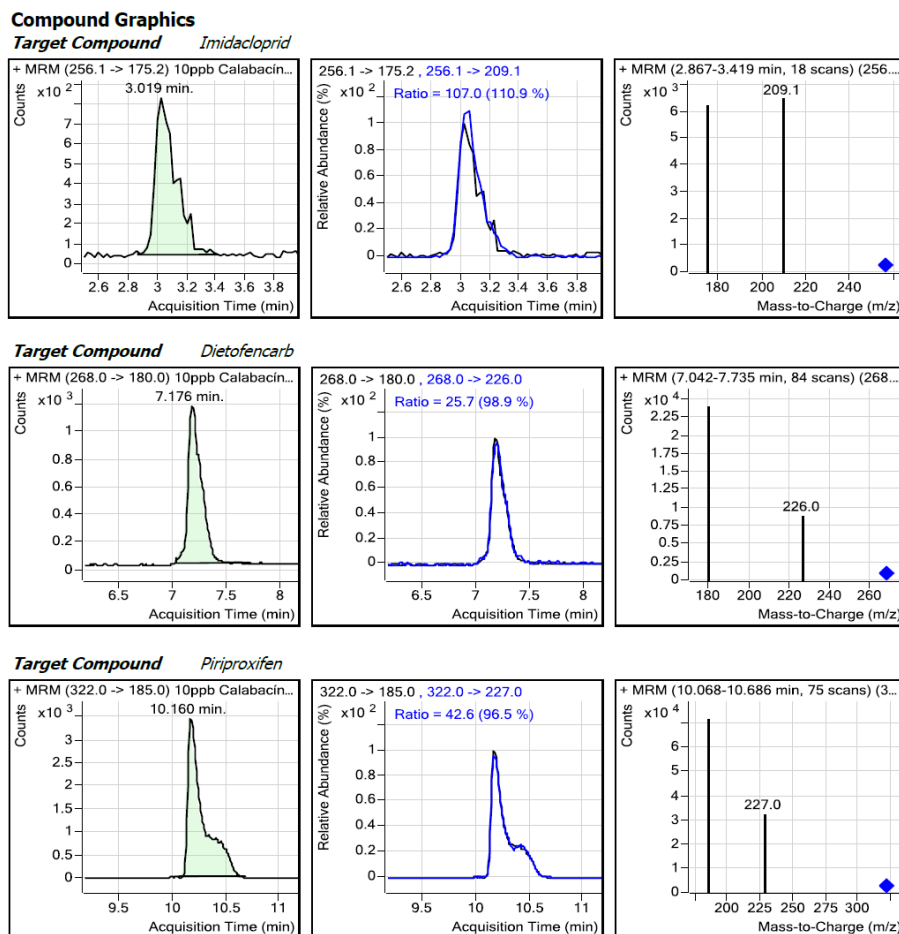 Compound Graphics
Target Compound Imidacloprid
+ MRM (256.1 -> 175.2) 10ppb Calabacín...
x10 2
3.019 min.
Counts
7
6
5
4
3
2
1
0
2.6 2.8 3 3.2 3.4 3.6 3.8
Acquisition Time (min)
256.1 -> 175.2 , 256.1 -> 209.1
x10 2
Ratio = 107.0 (110.9 %)
Relative Abundance (%)
1
0.8
0.6
0.4
0.2
0
2.6 2.8 3 3.2 3.4 3.6 3.8
Acquisition Time (min)
+ MRM (2.867-3.419 min, 18 scans) (256....
x10 3
209.1
Counts
6
5
4
3
2
1
0
180 200 220 240
Mass-to-Charge (m/z)
Target Compound Dietofencarb
+ MRM (268.0 -> 180.0) 10ppb Calabacín...
x10 3
7.176 min.
Counts
1
0.8
0.6
0.4
0.2
0
6.5 7 7.5 8
Acquisition Time (min)
268.0 -> 180.0 , 268.0 -> 226.0
x10 2
Ratio = 25.7 (98.9 %)
Relative Abundance (%)
1
0.8
0.6
0.4
0.2
0
6.5 7 7.5 8
Acquisition Time (min)
+ MRM (7.042-7.735 min, 84 scans) (268...
x10 4
Counts
2.25
2
1.75
1.5
1.25
1
0.75
0.5
0.25
0
226.0
180 200 220 240 260
Mass-to-Charge (m/z)
Target Compound Piriproxifen
+ MRM (322.0 -> 185.0) 10ppb Calabacín...
x10 3
10.160 min.
Counts
3
2.5
2
1.5
1
0.5
0
9.5 10 10.5 11
Acquisition Time (min)
322.0 -> 185.0, 322.0 -> 227.0
x10 2
Ratio = 42.6 (96.5 %)
Relative Abundance (%)
1
0.8
0.6
0.4
0.2
0
9.5 10 10.5 11
Acquisition Time (min)
+ MRM (10.068-10.686 min, 75 scans) (3...
x10 4
Counts
7
6
5
4
3
2
1
0
227.0
200 225 250 275 300
Mass-to-Charge (m/z)